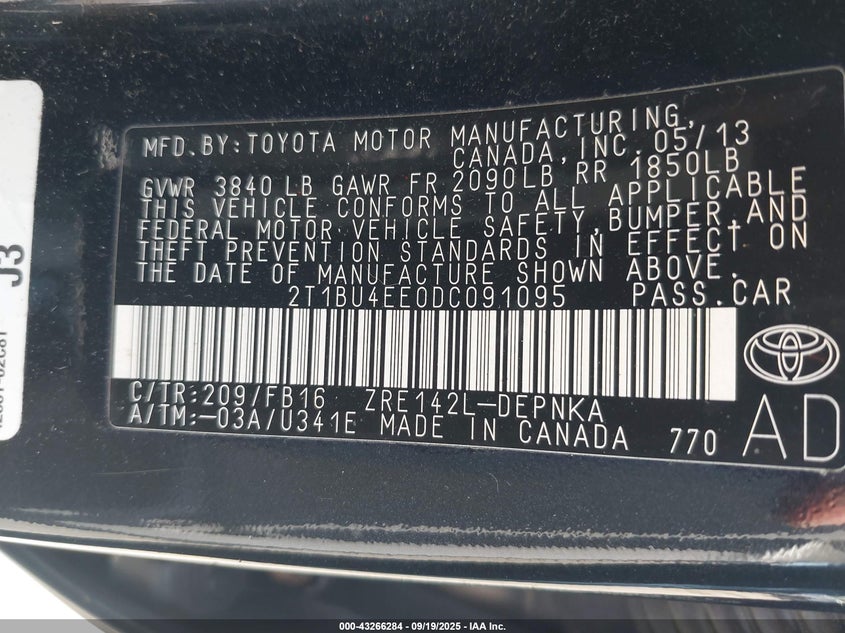 MFD.BY:TOYOTA MOTOR MANUFACTURING,
CANADA, INC. 05/13
GVWR 3840 LB GAWR FR 2090LB RR 1850LB
THIS VEHICLE CONFORMS TO ALL APPLICABLE
FEDERAL MOTOR VEHICLE SAFETY, BUMPER, AND
THEFT PREVENTION STANDARDS IN EFFECT ON
THE DATE OF MANUFACTURE SHOWN ABOVE.
2T1BU4EE0DC091095 PASS.CAR
C/TR:209/FB16 ZRE142L-DEPNKA
A/TM:-03A/U341E MADE IN CANADA 770
AD
J3
000-43266284 - 09/19/2025 - IAA Inc.